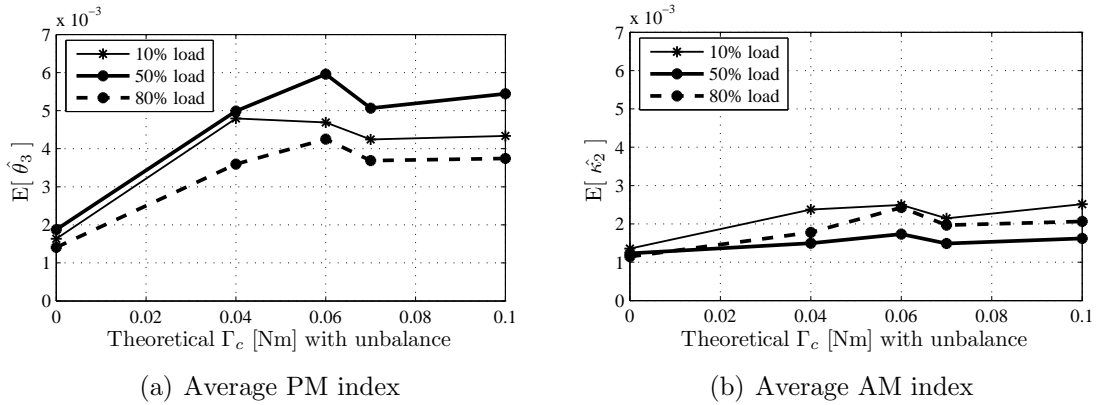 x 10⁻³
7
6
5
4
3
2
1
0
10% load
50% load
80% load
E[ θ̂₃ ]
0 0.02 0.04 0.06 0.08 0.1
Theoretical Γc [Nm] with unbalance
(a) Average PM index
x 10⁻³
7
6
5
4
3
2
1
0
10% load
50% load
80% load
E[ κ̂₂ ]
0 0.02 0.04 0.06 0.08 0.1
Theoretical Γc [Nm] with unbalance
(b) Average AM index